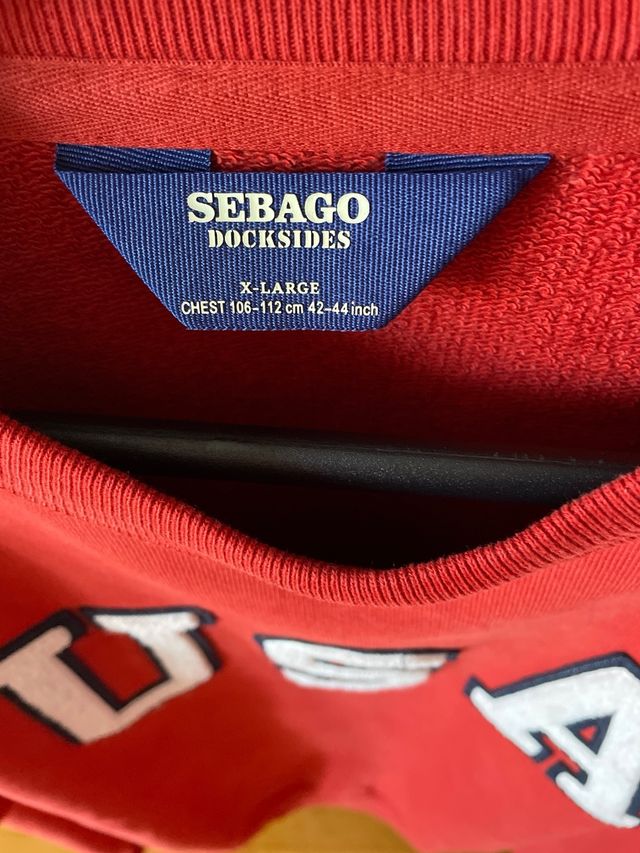 SEBAGO
DOCKSIDES
X-LARGE
CHEST 106-112 cm 42-44 inch
USA